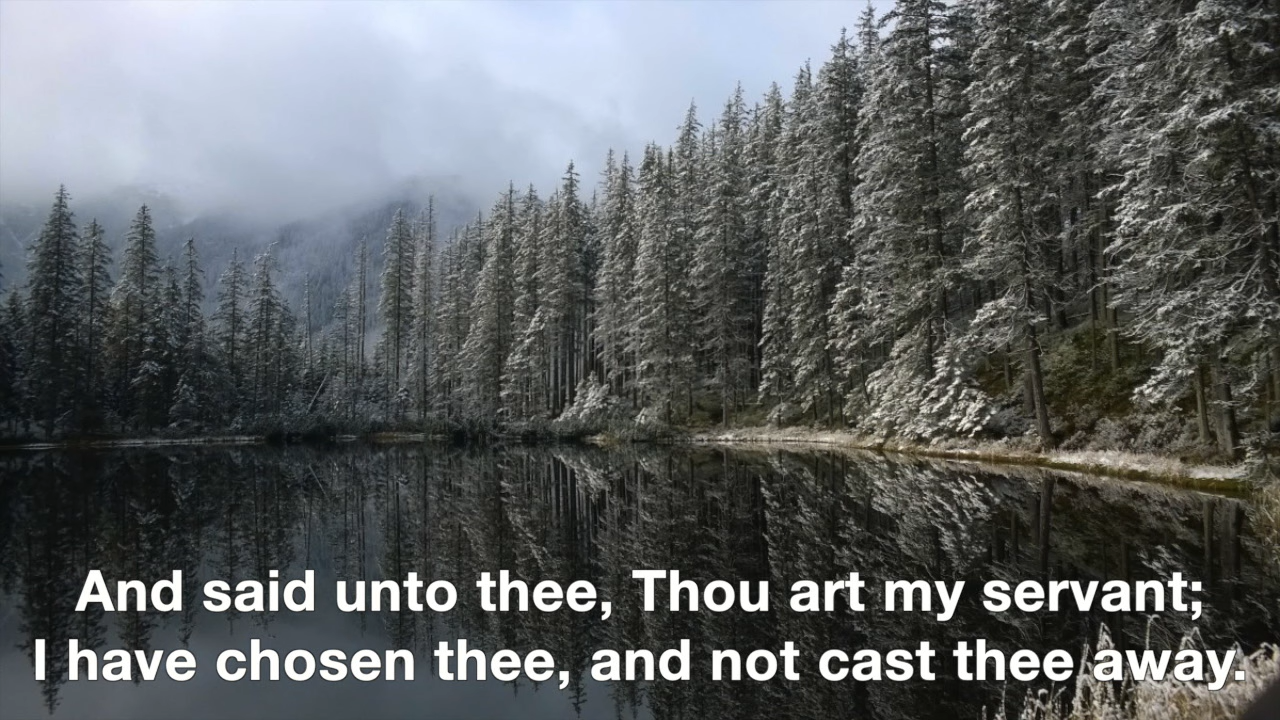 And said unto thee, Thou art my servant;
I have chosen thee, and not cast thee away.